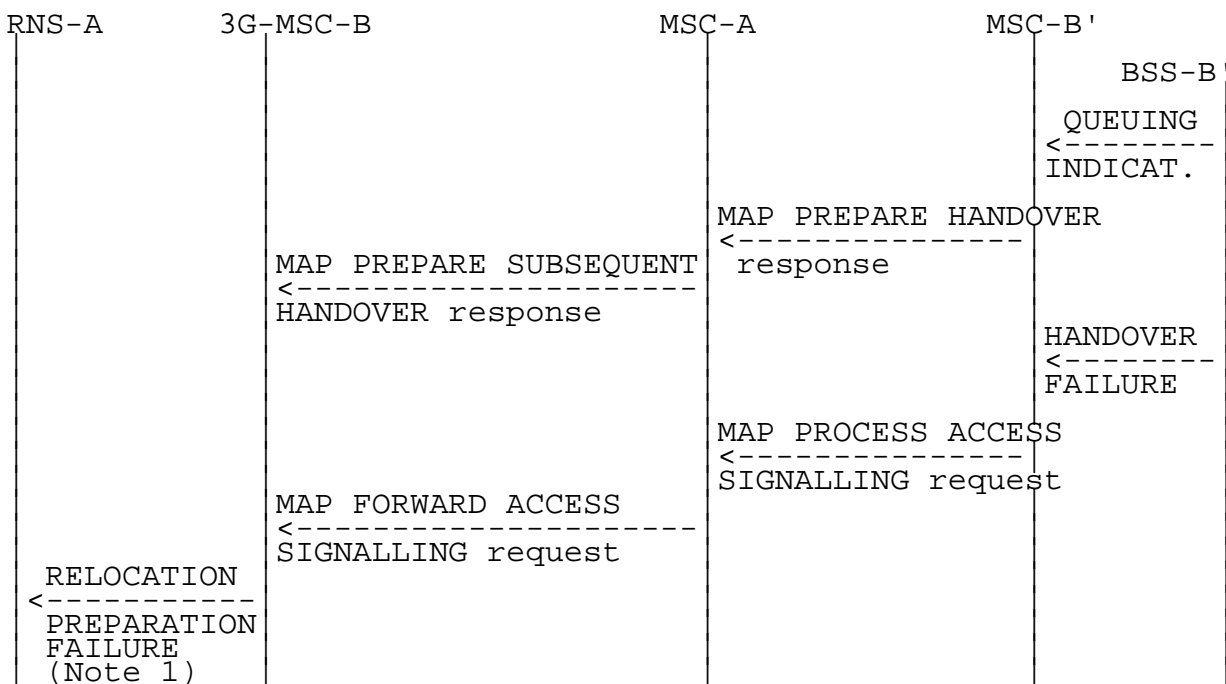 RNS-A 3G-MSC-B MSC-A MSC-B'
BSS-B'
QUEUING
INDICAT.
MAP PREPARE HANDOVER
response
MAP PREPARE SUBSEQUENT
HANDOVER response
HANDOVER
FAILURE
MAP PROCESS ACCESS
SIGNALLING request
MAP FORWARD ACCESS
SIGNALLING request
RELOCATION
PREPARATION
FAILURE
(Note 1)